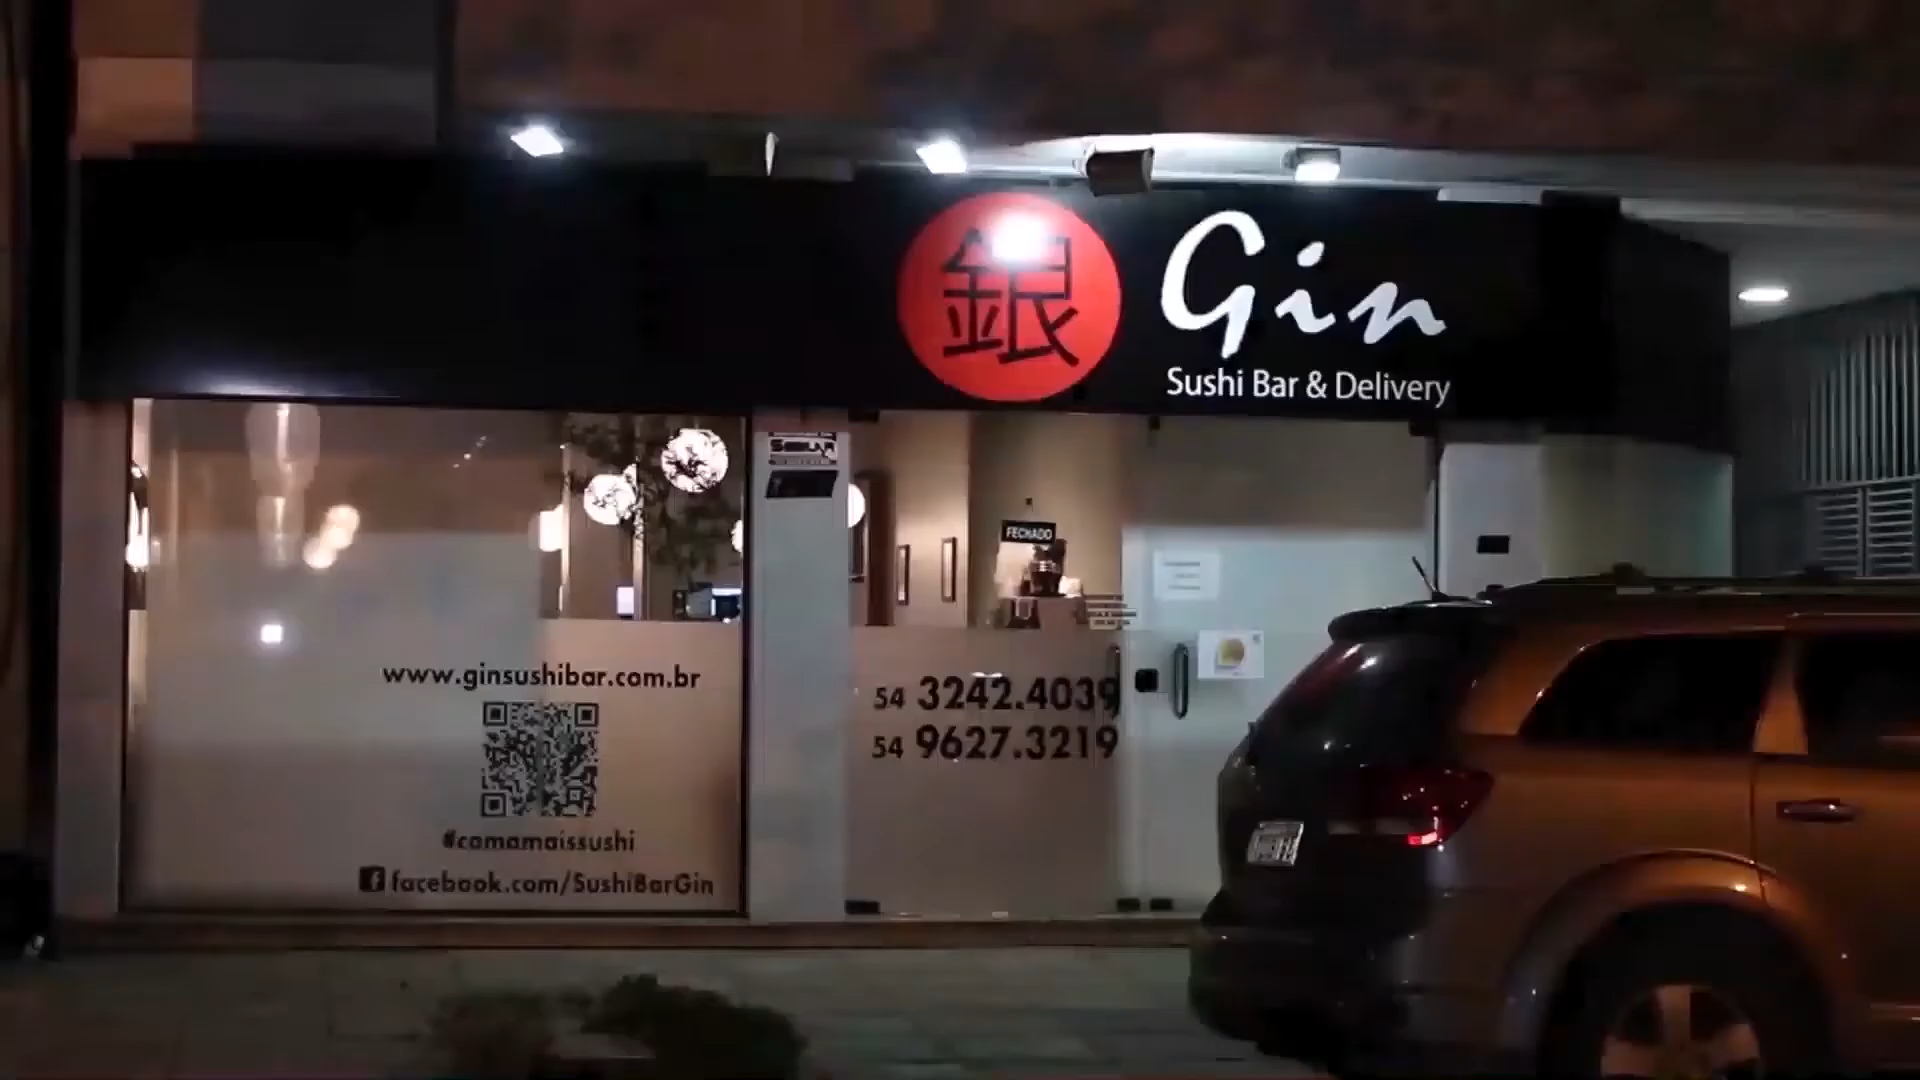 銀
Gin
Sushi Bar & Delivery
FECHADO
www.ginsushibar.com.br
#comamaissushi
facebook.com/SushiBarGin
54 3242.4039
54 9627.3219